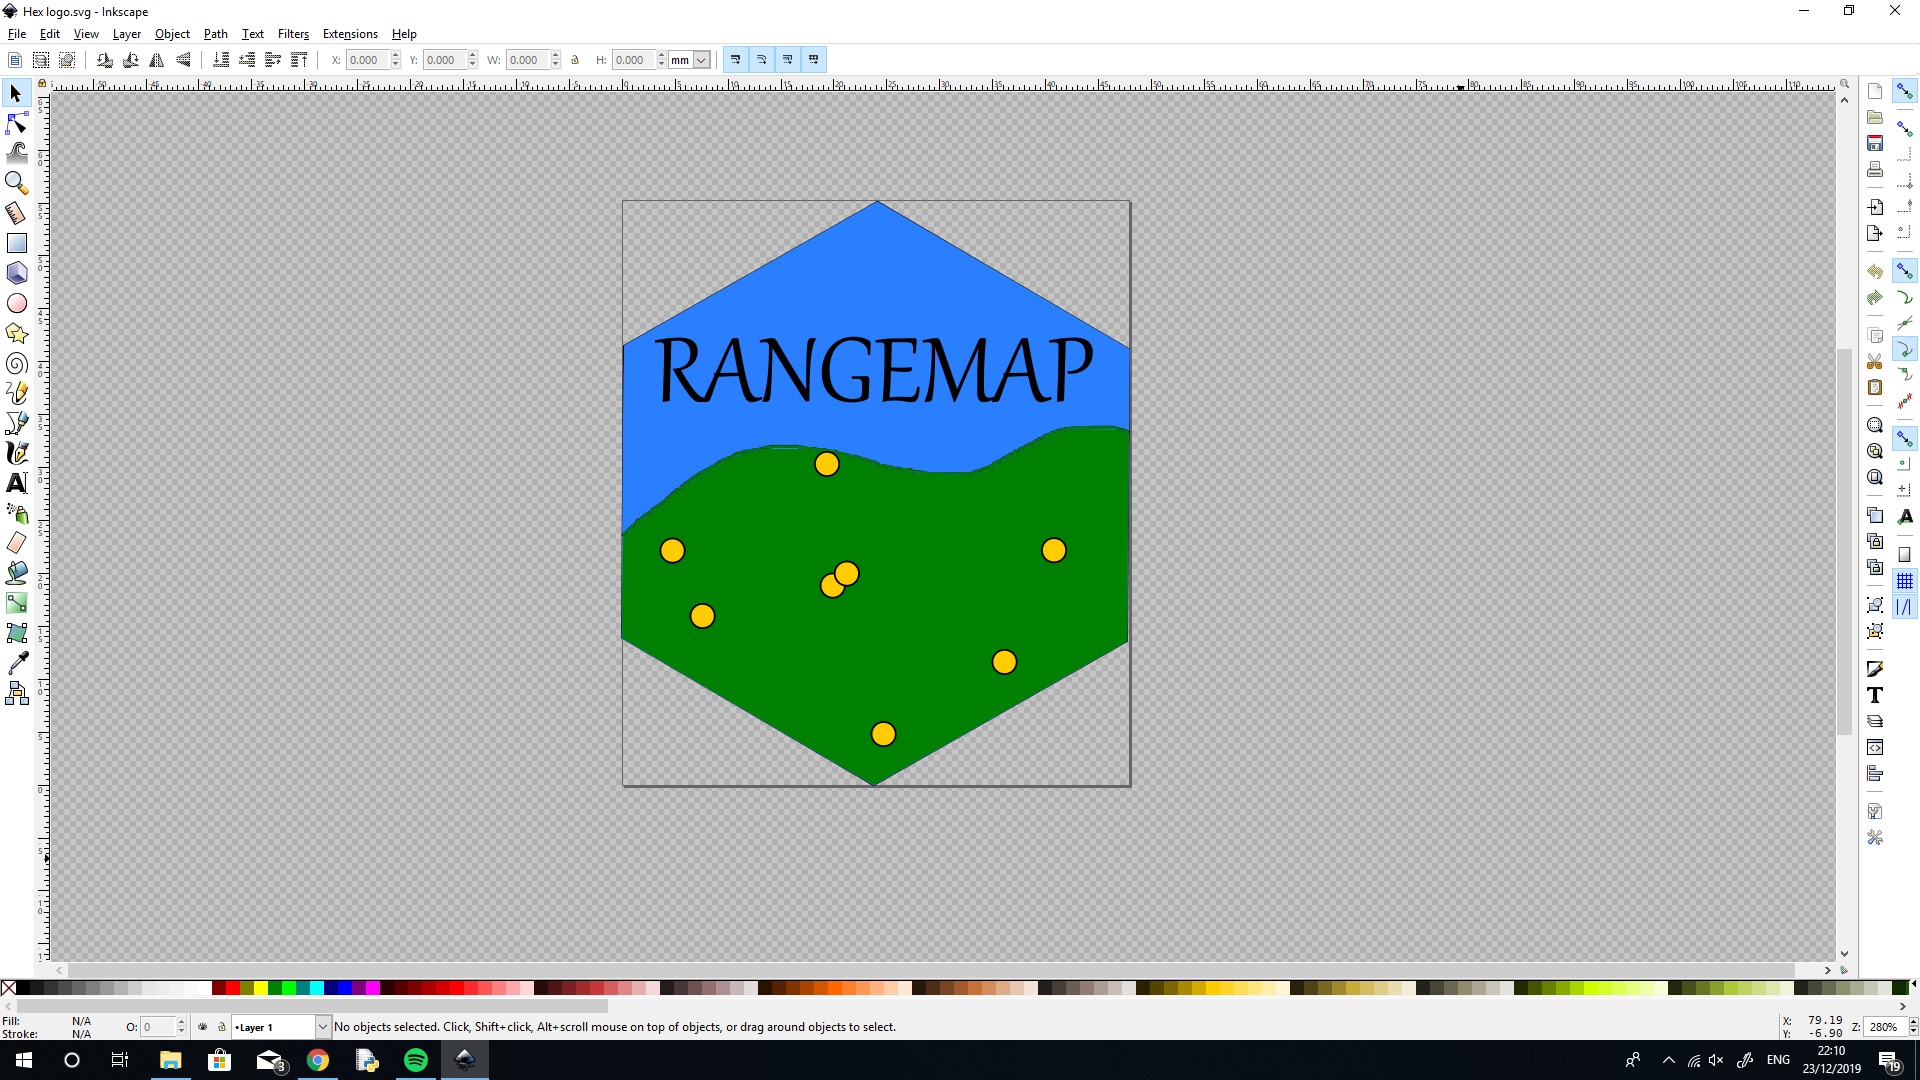 Hex logo.svg - Inkscape
File Edit View Layer Object Path Text Filters Extensions Help
X: 0.000 Y: 0.000 W: 0.000 H: 0.000 mm
RANGEMAP
Fill: N/A O: 0 •Layer 1 No objects selected. Click, Shift+click, Alt+scroll mouse on top of objects, or drag around objects to select. X: 79.19 Z: 280%
Stroke: N/A Y: -6.90
3 ENG 22:10 19
23/12/2019